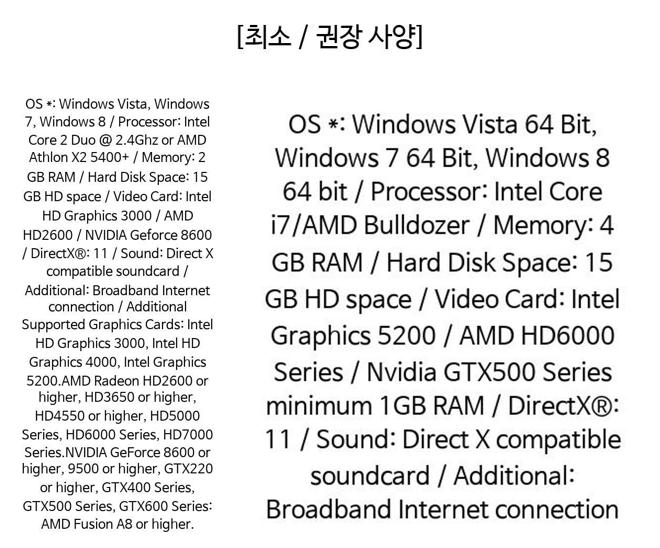 [최소 / 권장 사양]
OS *: Windows Vista, Windows
7, Windows 8 / Processor: Intel
Core 2 Duo @ 2.4Ghz or AMD
Athlon X2 5400+ / Memory: 2
GB RAM / Hard Disk Space: 15
GB HD space / Video Card: Intel
HD Graphics 3000 / AMD
HD2600 / NVIDIA Geforce 8600
/ DirectX®: 11 / Sound: Direct X
compatible soundcard /
Additional: Broadband Internet
connection / Additional
Supported Graphics Cards: Intel
HD Graphics 3000, Intel HD
Graphics 4000, Intel Graphics
5200.AMD Radeon HD2600 or
higher, HD3650 or higher,
HD4550 or higher, HD5000
Series, HD6000 Series, HD7000
Series.NVIDIA GeForce 8600 or
higher, 9500 or higher, GTX220
or higher, GTX400 Series,
GTX500 Series, GTX600 Series:
AMD Fusion A8 or higher.
OS *: Windows Vista 64 Bit,
Windows 7 64 Bit, Windows 8
64 bit / Processor: Intel Core
i7/AMD Bulldozer / Memory: 4
GB RAM / Hard Disk Space: 15
GB HD space / Video Card: Intel
Graphics 5200 / AMD HD6000
Series / Nvidia GTX500 Series
minimum 1GB RAM / DirectX®:
11 / Sound: Direct X compatible
soundcard / Additional:
Broadband Internet connection